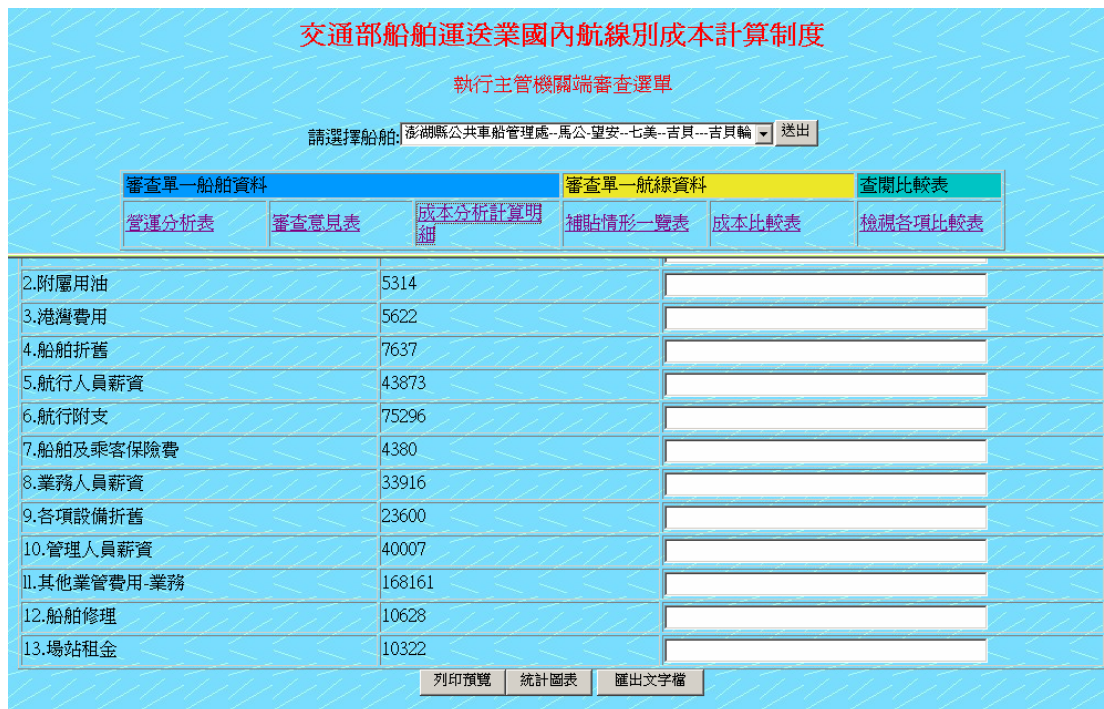 交通部船舶運送業國內航線別成本計算制度
執行主管機關端審查選單
請選擇船舶: 澎湖縣公共車船管理處--馬公-望安--七美--吉貝---吉貝輪 送出
審查單一船舶資料 審查單一航線資料 查閱比較表
營運分析表 審查意見表 成本分析計算明細 補貼情形一覽表 成本比較表 檢視各項比較表
2.附屬用油 5314
3.港灣費用 5622
4.船舶折舊 7637
5.航行人員薪資 43873
6.航行附支 75296
7.船舶及乘客保險費 4380
8.業務人員薪資 33916
9.各項設備折舊 23600
10.管理人員薪資 40007
11.其他業管費用-業務 168161
12.船舶修理 10628
13.場站租金 10322
列印預覽 統計圖表 匯出文字檔